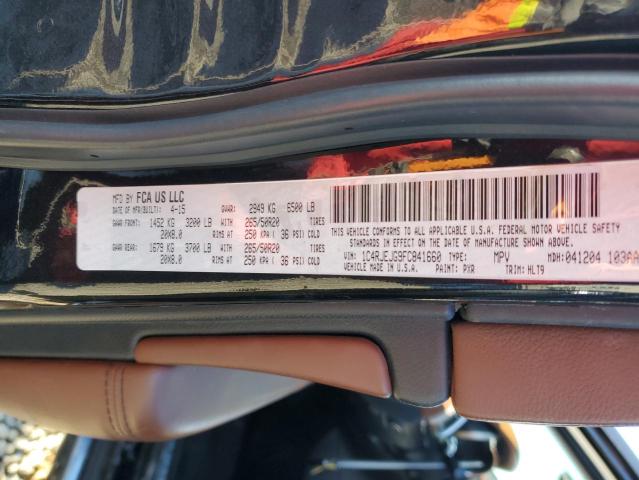 MFD BY FCA US LLC
DATE OF MFR(BUILT): 4-15 GVWR: 2949 KG 6500 LB
GAWR FRONT: 1452 KG 3200 LB WITH 265/50R20 TIRES
20X8.0 RIMS AT 250 KPA ( 36 PSI) COLD
GAWR REAR: 1679 KG 3700 LB WITH 265/50R20 TIRES
20X8.0 RIMS AT 250 KPA ( 36 PSI) COLD
THIS VEHICLE CONFORMS TO ALL APPLICABLE U.S.A. FEDERAL MOTOR VEHICLE SAFETY
STANDARDS IN EFFECT ON THE DATE OF MANUFACTURE SHOWN ABOVE.
VIN: 1C4RJEJG9FC841660 TYPE: MPV MDH: 041204 103AA
MADE IN U.S.A. PAINT: PXR TRIM: HLT9